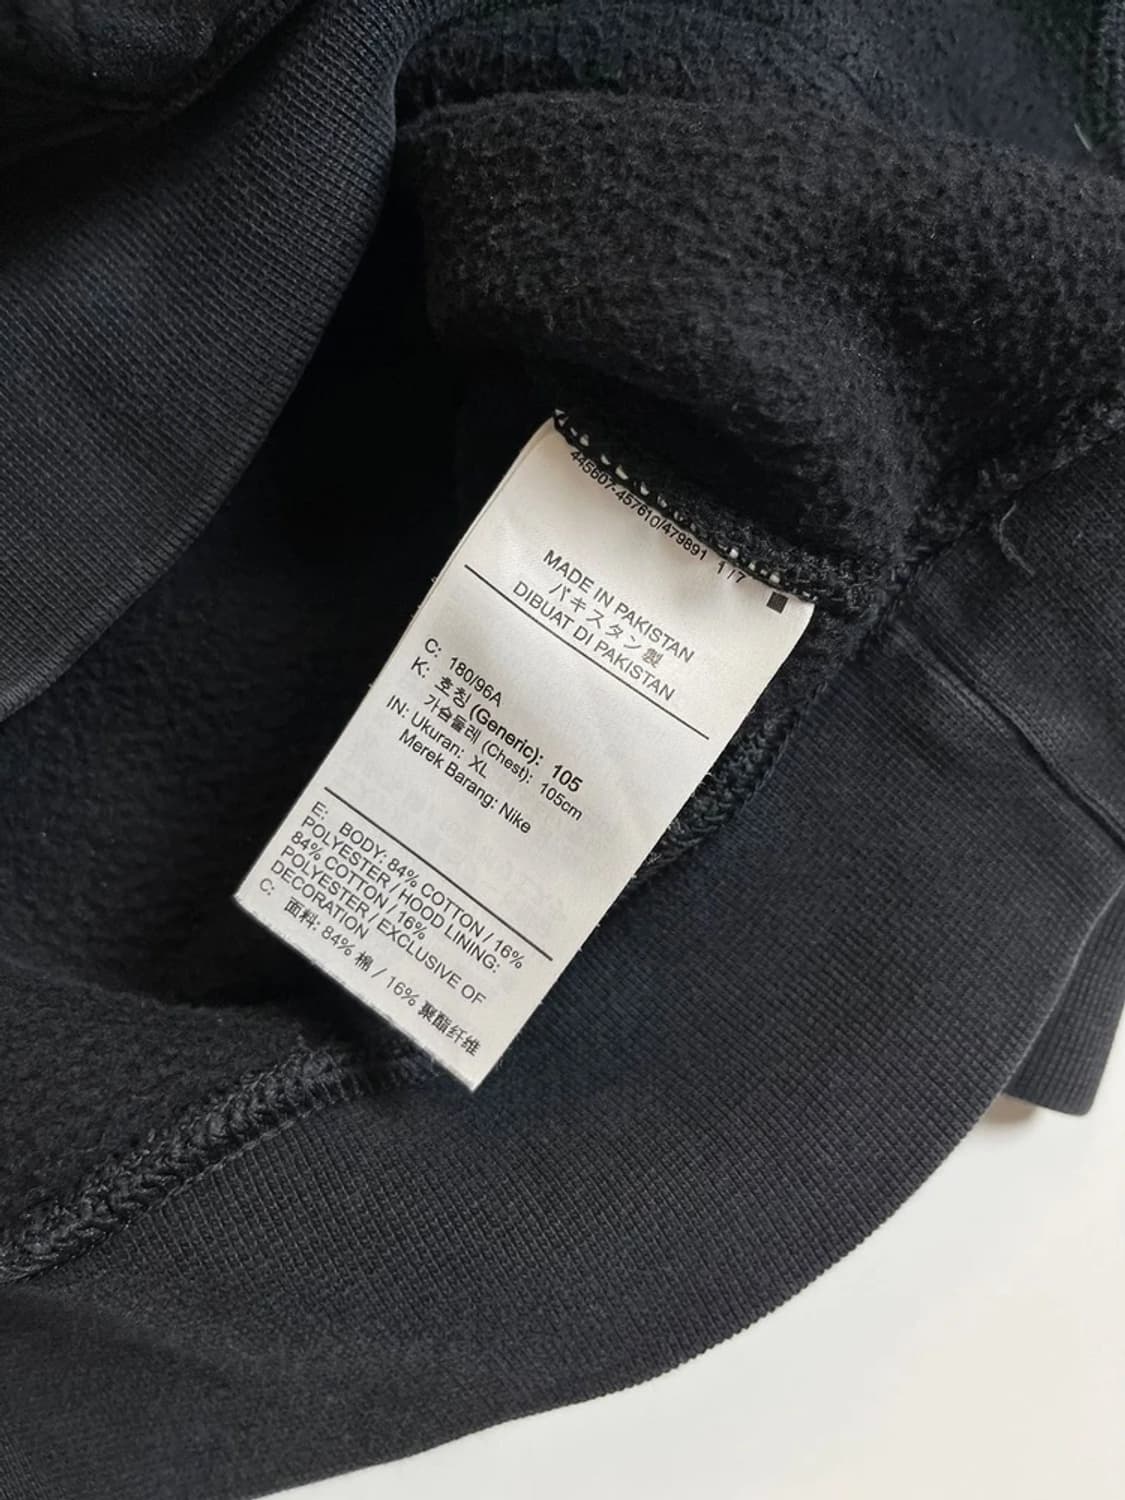 445607-457610/479891 1/7
MADE IN PAKISTAN
パキスタン製
DIBUAT DI PAKISTAN
C: 180/96A
K: 호칭 (Generic): 105
가슴둘레 (Chest): 105cm
IN: Ukuran: XL
Merek Barang: Nike
E: BODY: 84% COTTON / 16%
POLYESTER / HOOD LINING:
84% COTTON / 16%
POLYESTER / EXCLUSIVE OF
DECORATION
C: 面料: 84% 棉 / 16% 聚酯纤维